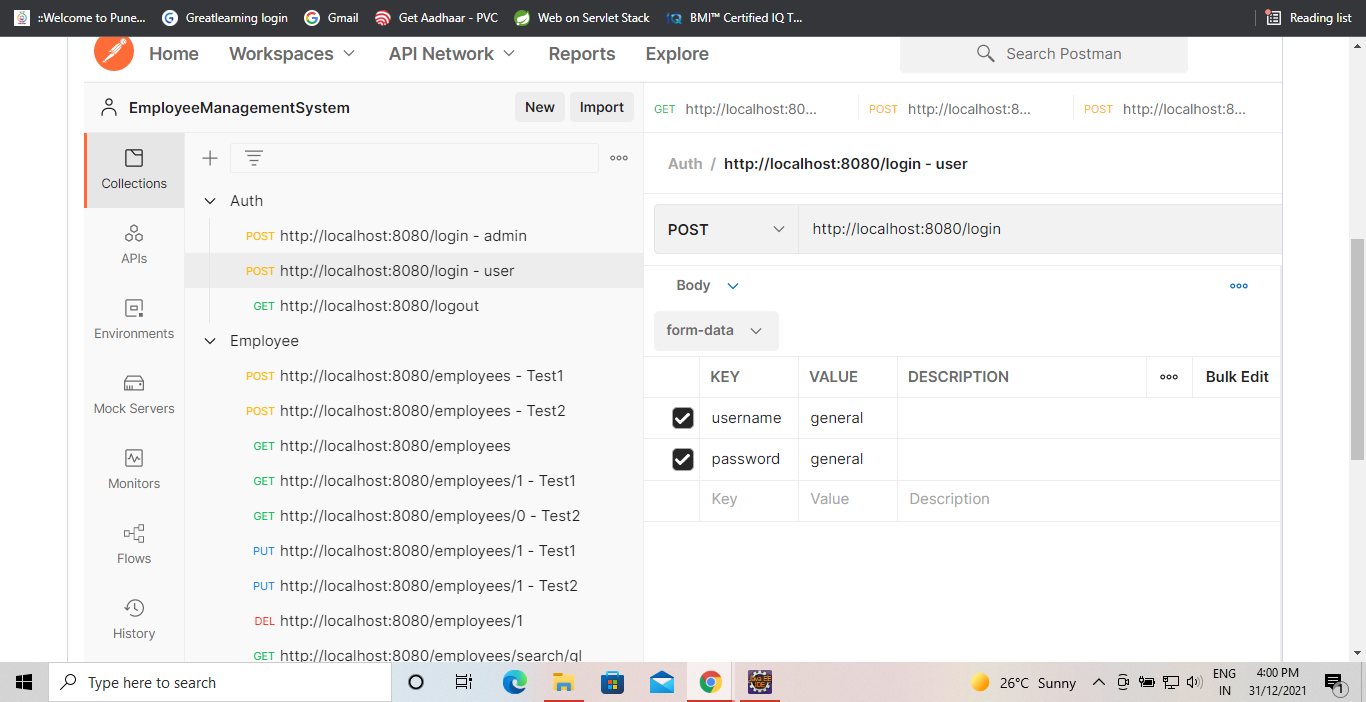 ::Welcome to Pune... Greatlearning login Gmail Get Aadhaar - PVC Web on Servlet Stack BMI™ Certified IQ T... Reading list
Home Workspaces API Network Reports Explore Search Postman
EmployeeManagementSystem New Import
GET http://localhost:80... POST http://localhost:8... POST http://localhost:8...
Collections
APIs
Environments
Mock Servers
Monitors
Flows
History
Auth
POST http://localhost:8080/login - admin
POST http://localhost:8080/login - user
GET http://localhost:8080/logout
Employee
POST http://localhost:8080/employees - Test1
POST http://localhost:8080/employees - Test2
GET http://localhost:8080/employees
GET http://localhost:8080/employees/1 - Test1
GET http://localhost:8080/employees/0 - Test2
PUT http://localhost:8080/employees/1 - Test1
PUT http://localhost:8080/employees/1 - Test2
DEL http://localhost:8080/employees/1
GET http://localhost:8080/employees/search/gl
Auth / http://localhost:8080/login - user
POST http://localhost:8080/login
Body
form-data
KEY VALUE DESCRIPTION Bulk Edit
username general
password general
Key Value Description
Type here to search 26°C Sunny
ENG
IN
4:00 PM
31/12/2021
1